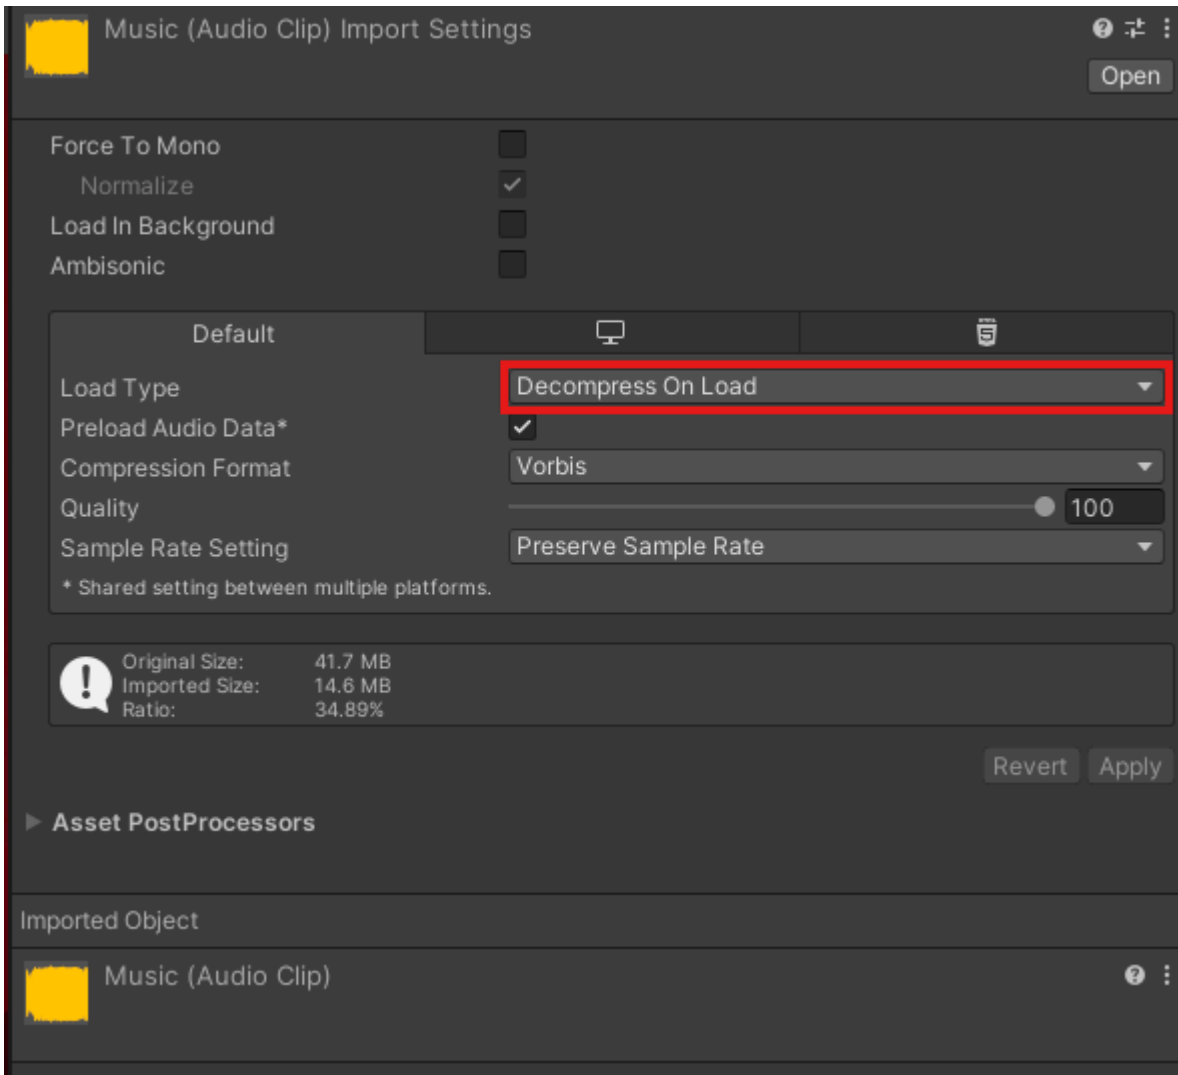 Music (Audio Clip) Import Settings
Open
Force To Mono
Normalize
Load In Background
Ambisonic
Default
Load Type Decompress On Load
Preload Audio Data*
Compression Format Vorbis
Quality 100
Sample Rate Setting Preserve Sample Rate
* Shared setting between multiple platforms.
Original Size: 41.7 MB
Imported Size: 14.6 MB
Ratio: 34.89%
Revert Apply
Asset PostProcessors
Imported Object
Music (Audio Clip)